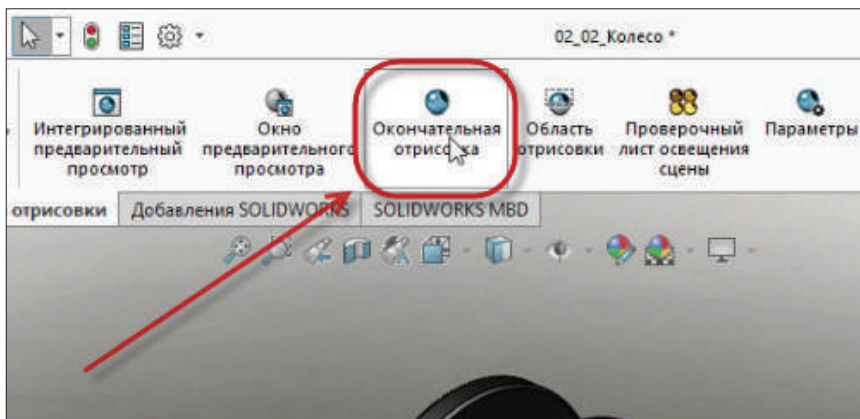 02_02_Колесо *
Интегрированный
предварительный
просмотр
Окно
предварительного
просмотра
Окончательная
отрисовка
Область
отрисовки
Проверочный
лист освещения
сцены
Параметры
отрисовки
Добавления SOLIDWORKS
SOLIDWORKS MBD